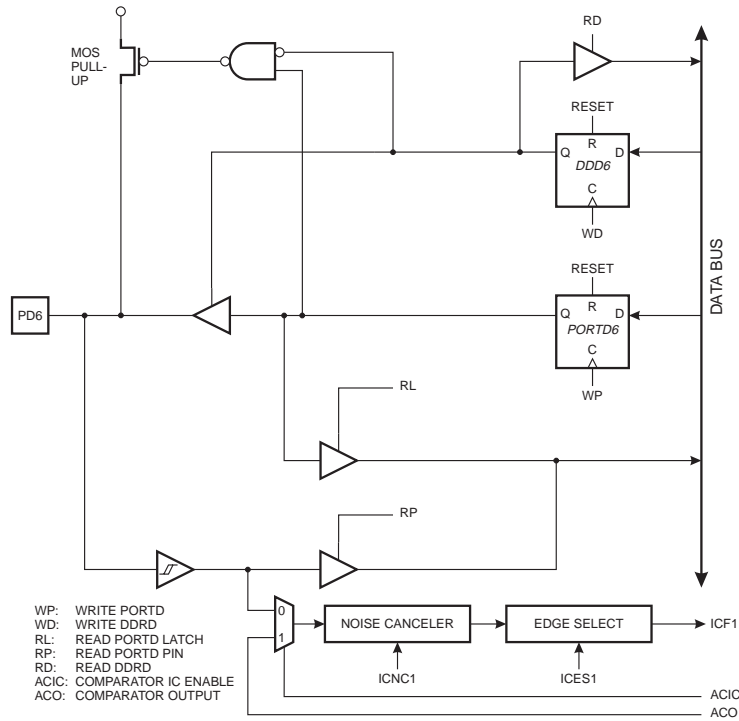 RD
MOS
PULL-
UP
RESET
R
Q D
DDD6
C
WD
DATA BUS
RESET
R
PD6
Q D
PORTD6
C
WP
RL
RP
WP: WRITE PORTD
WD: WRITE DDRD
RL: READ PORTD LATCH
RP: READ PORTD PIN
RD: READ DDRD
ACIC: COMPARATOR IC ENABLE
ACO: COMPARATOR OUTPUT
0
1
NOISE CANCELER
EDGE SELECT
ICF1
ICNC1
ICES1
ACIC
ACO